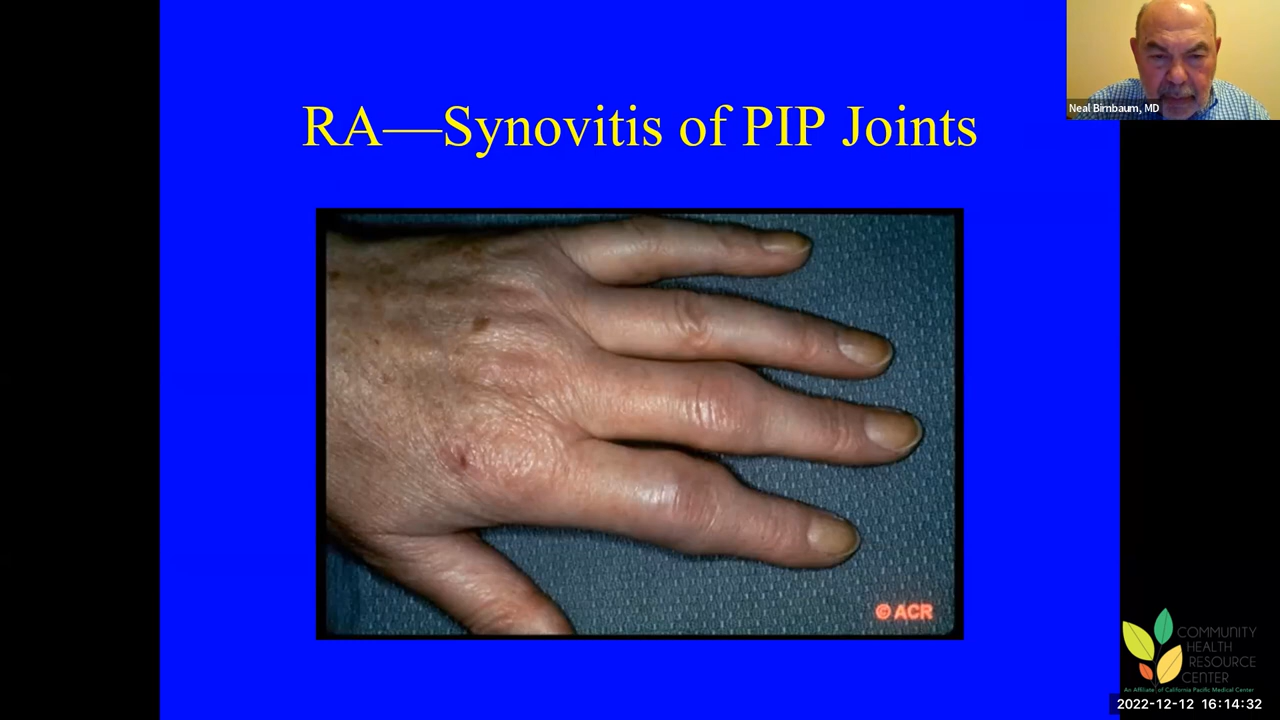 RA—Synovitis of PIP Joints
Neal Birnbaum, MD
© ACR
COMMUNITY
HEALTH
RESOURCE
CENTER
An Affiliate of California Pacific Medical Center
2022-12-12 16:14:32